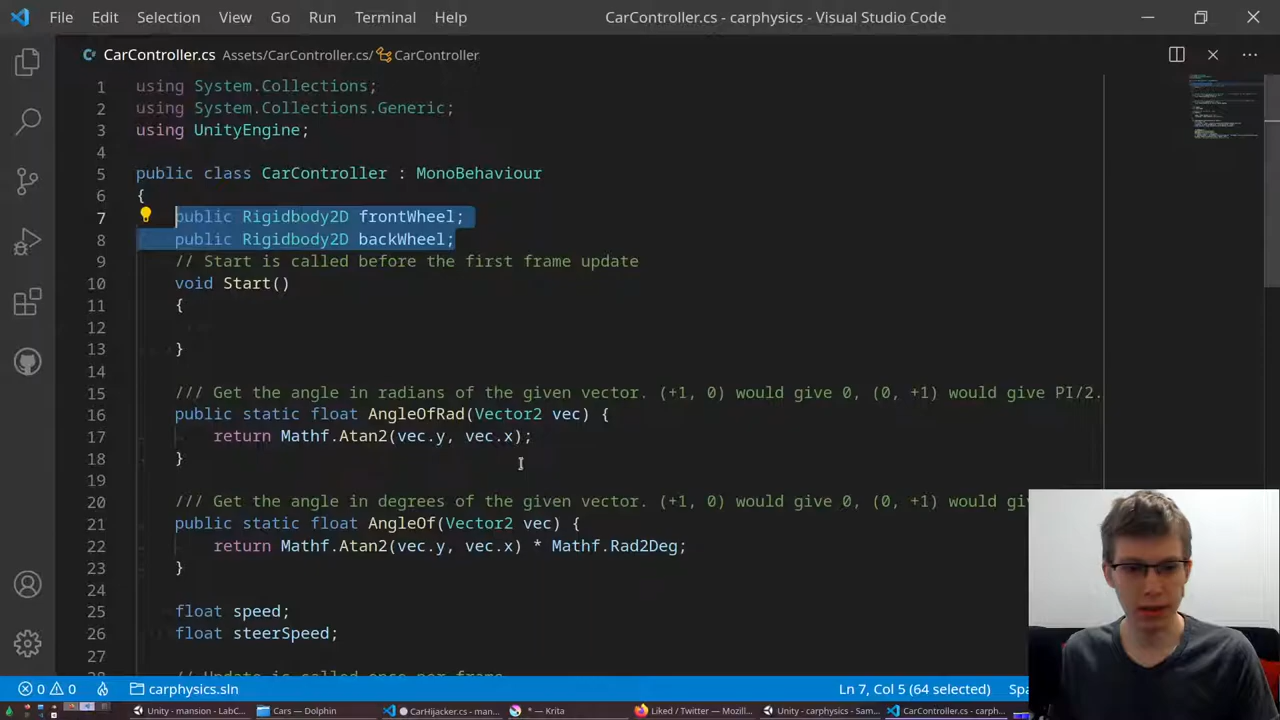 File Edit Selection View Go Run Terminal Help CarController.cs - carphysics - Visual Studio Code
CarController.cs Assets/CarController.cs/ CarController
1 using System.Collections;
2 using System.Collections.Generic;
3 using UnityEngine;
4
5 public class CarController : MonoBehaviour
6 {
7 public Rigidbody2D frontWheel;
8 public Rigidbody2D backWheel;
9 // Start is called before the first frame update
10 void Start()
11 {
12
13 }
14
15 /// Get the angle in radians of the given vector. (+1, 0) would give 0, (0, +1) would give PI/2.
16 public static float AngleOfRad(Vector2 vec) {
17 return Mathf.Atan2(vec.y, vec.x);
18 }
19
20 /// Get the angle in degrees of the given vector. (+1, 0) would give 0, (0, +1) would gi
21 public static float AngleOf(Vector2 vec) {
22 return Mathf.Atan2(vec.y, vec.x) * Mathf.Rad2Deg;
23 }
24
25 float speed;
26 float steerSpeed;
27
28 // Update is called once per frame
0 0 carphysics.sln Ln 7, Col 5 (64 selected) Spa
Unity - mansion - LabC... Cars — Dolphin ● CarHijacker.cs - man... * — Krita Liked / Twitter — Mozill... Unity - carphysics - Sam... CarController.cs - carph...